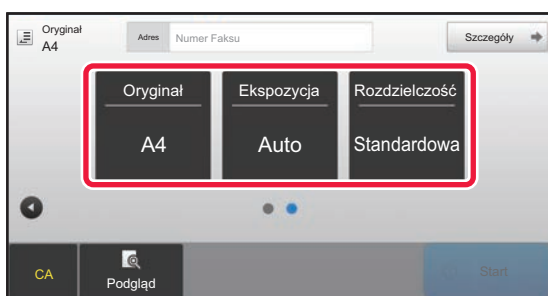 Oryginał
A4
Adres
Numer Faksu
Szczegóły
Oryginał
Ekspozycja
Rozdzielczość
A4
Auto
Standardowa
CA
Podgląd
Start